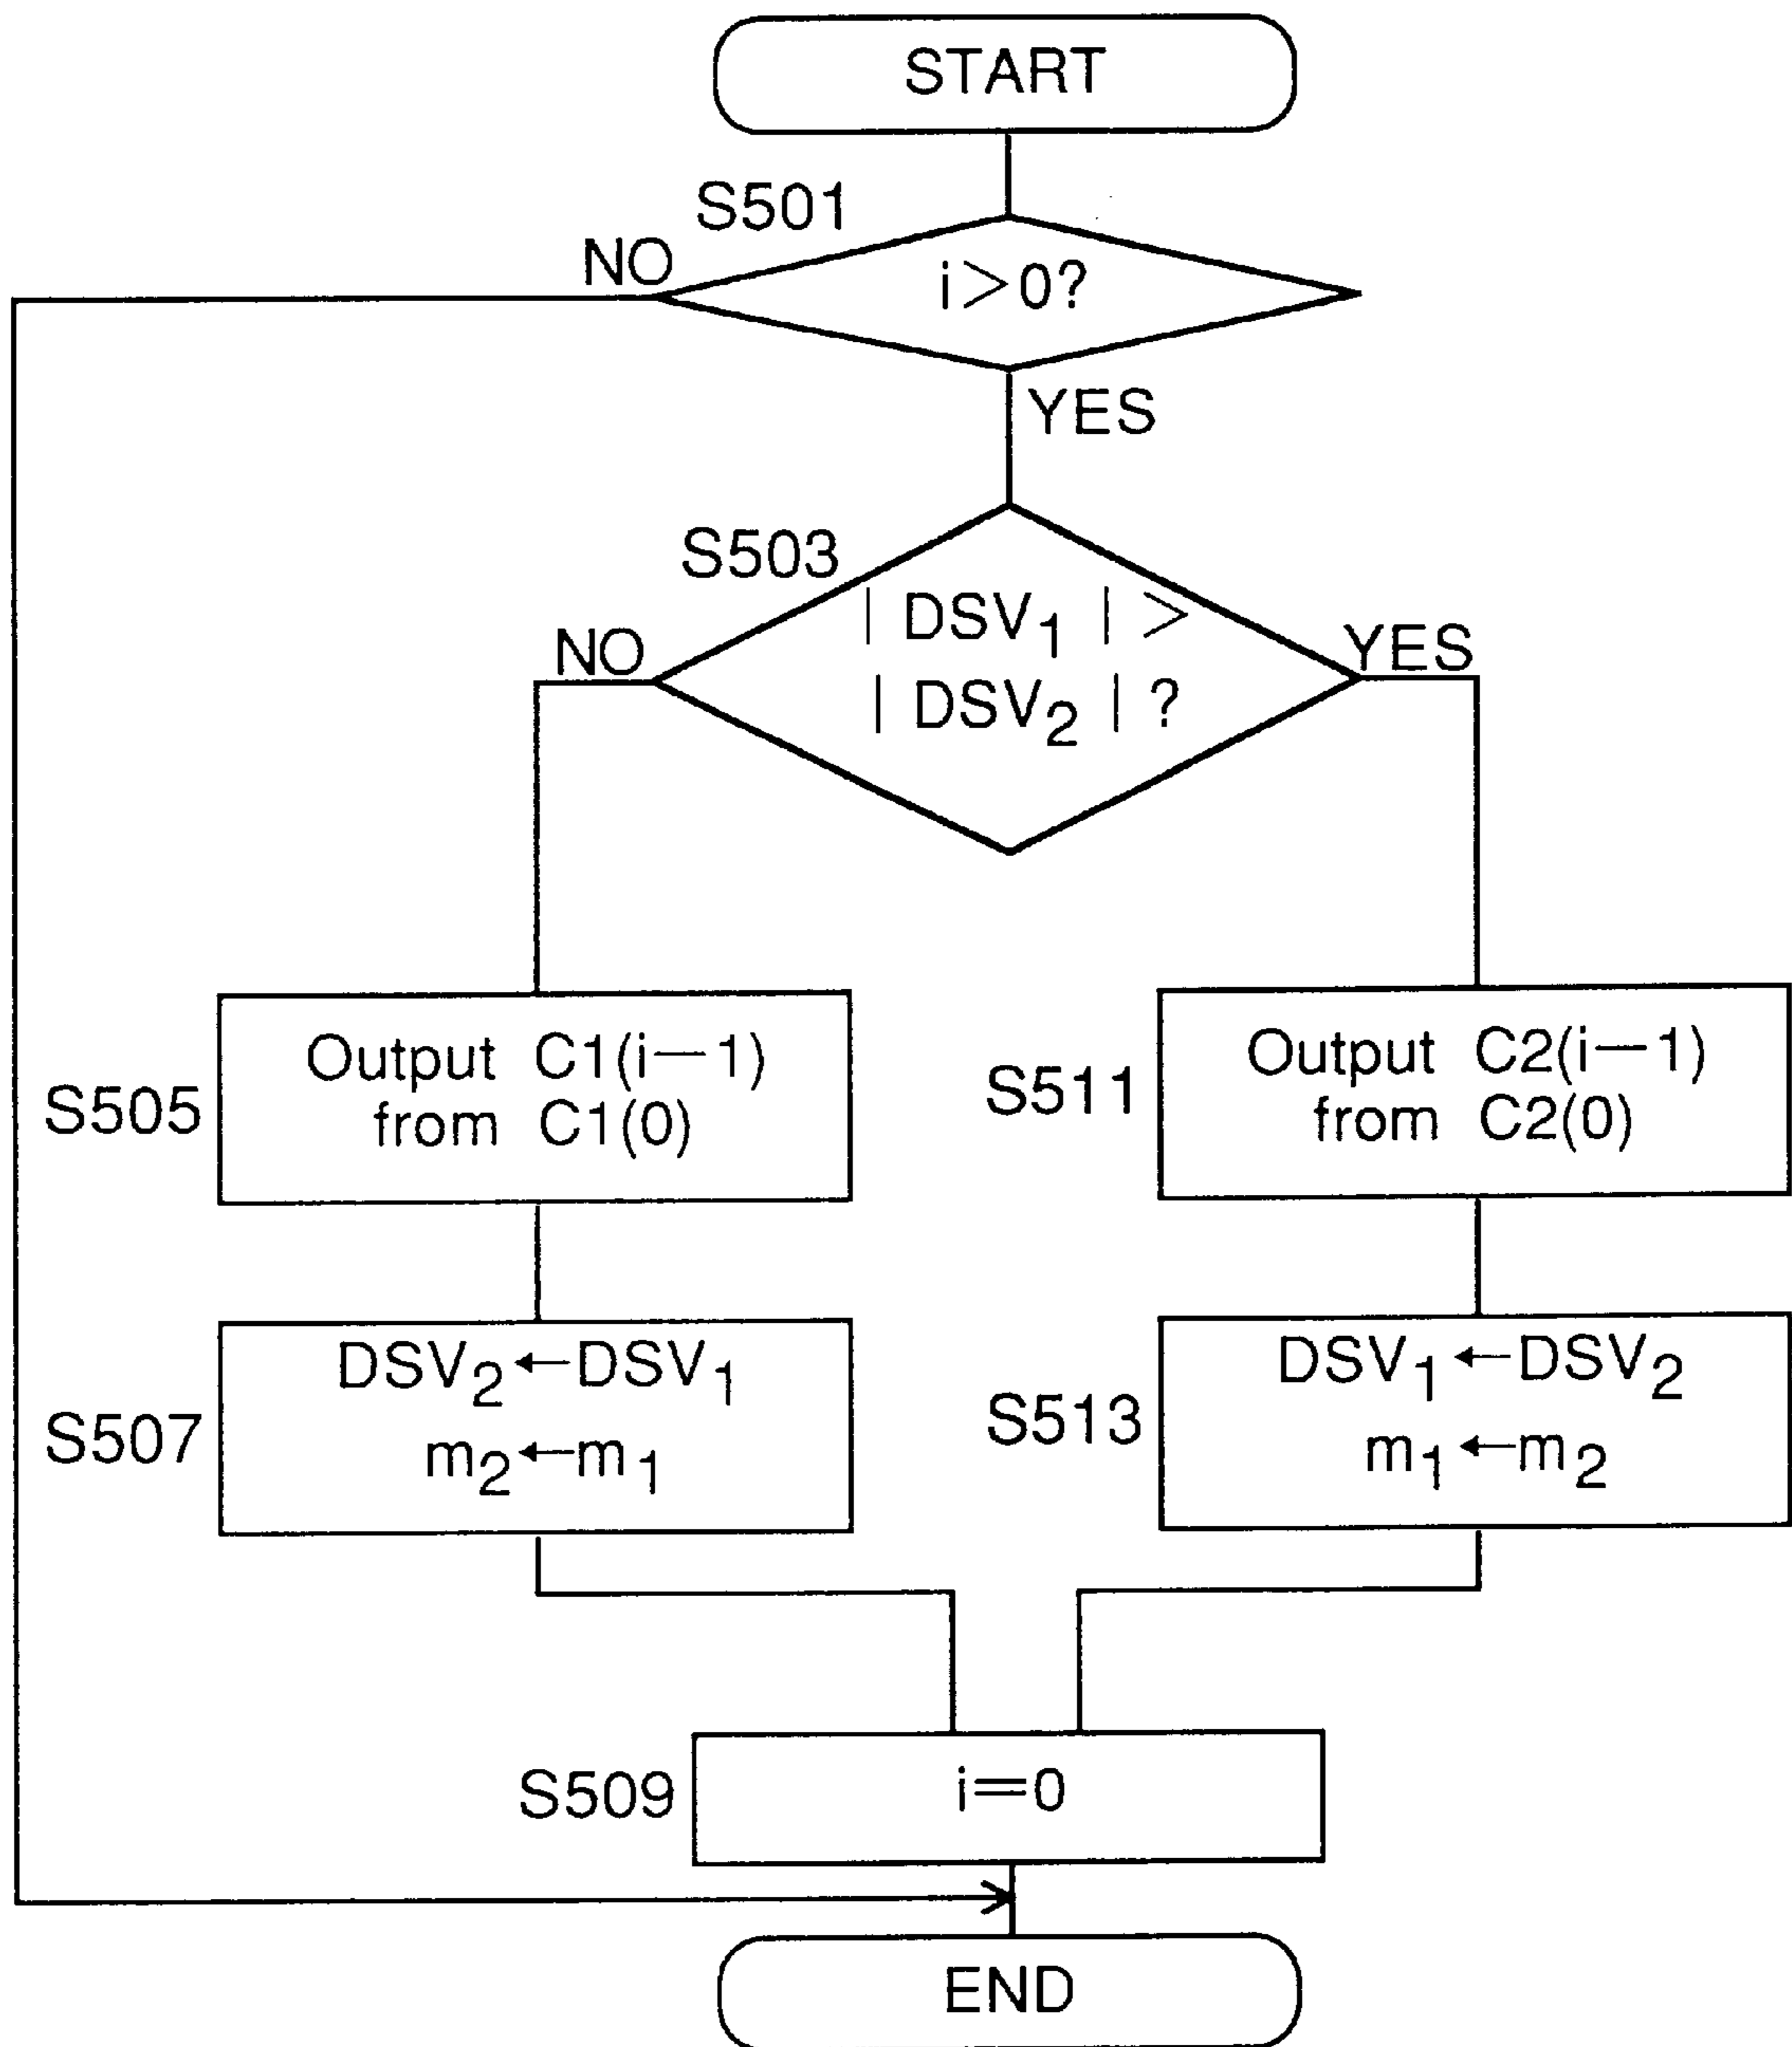 START
S501
NO
i>0?
YES
S503
| DSV1 | >
| DSV2 | ?
NO
YES
S505
Output C1(i—1)
from C1(0)
S511
Output C2(i—1)
from C2(0)
S507
DSV2←DSV1
m2←m1
S513
DSV1←DSV2
m1←m2
S509
i=0
END